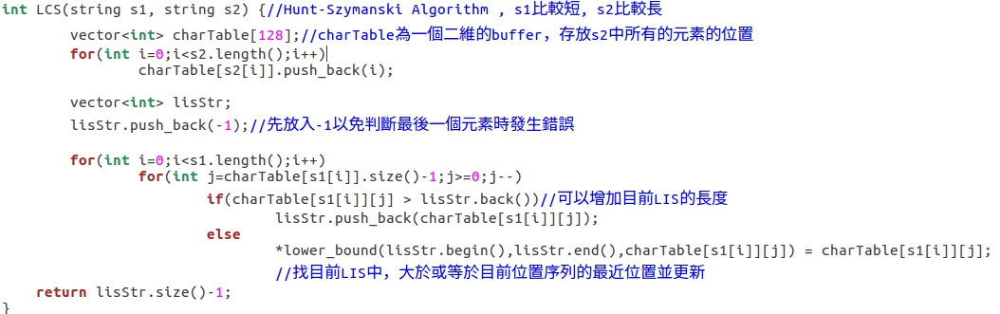 int LCS(string s1, string s2) {//Hunt-Szymanski Algorithm , s1比較短, s2比較長
vector<int> charTable[128];//charTable為一個二維的buffer，存放s2中所有的元素的位置
for(int i=0;i<s2.length();i++)
charTable[s2[i]].push_back(i);
vector<int> lisStr;
lisStr.push_back(-1);//先放入-1以免判斷最後一個元素時發生錯誤
for(int i=0;i<s1.length();i++)
for(int j=charTable[s1[i]].size()-1;j>=0;j--)
if(charTable[s1[i]][j] > lisStr.back())//可以增加目前LIS的長度
lisStr.push_back(charTable[s1[i]][j]);
else
*lower_bound(lisStr.begin(),lisStr.end(),charTable[s1[i]][j]) = charTable[s1[i]][j];
//找目前LIS中，大於或等於目前位置序列的最近位置並更新
return lisStr.size()-1;
}